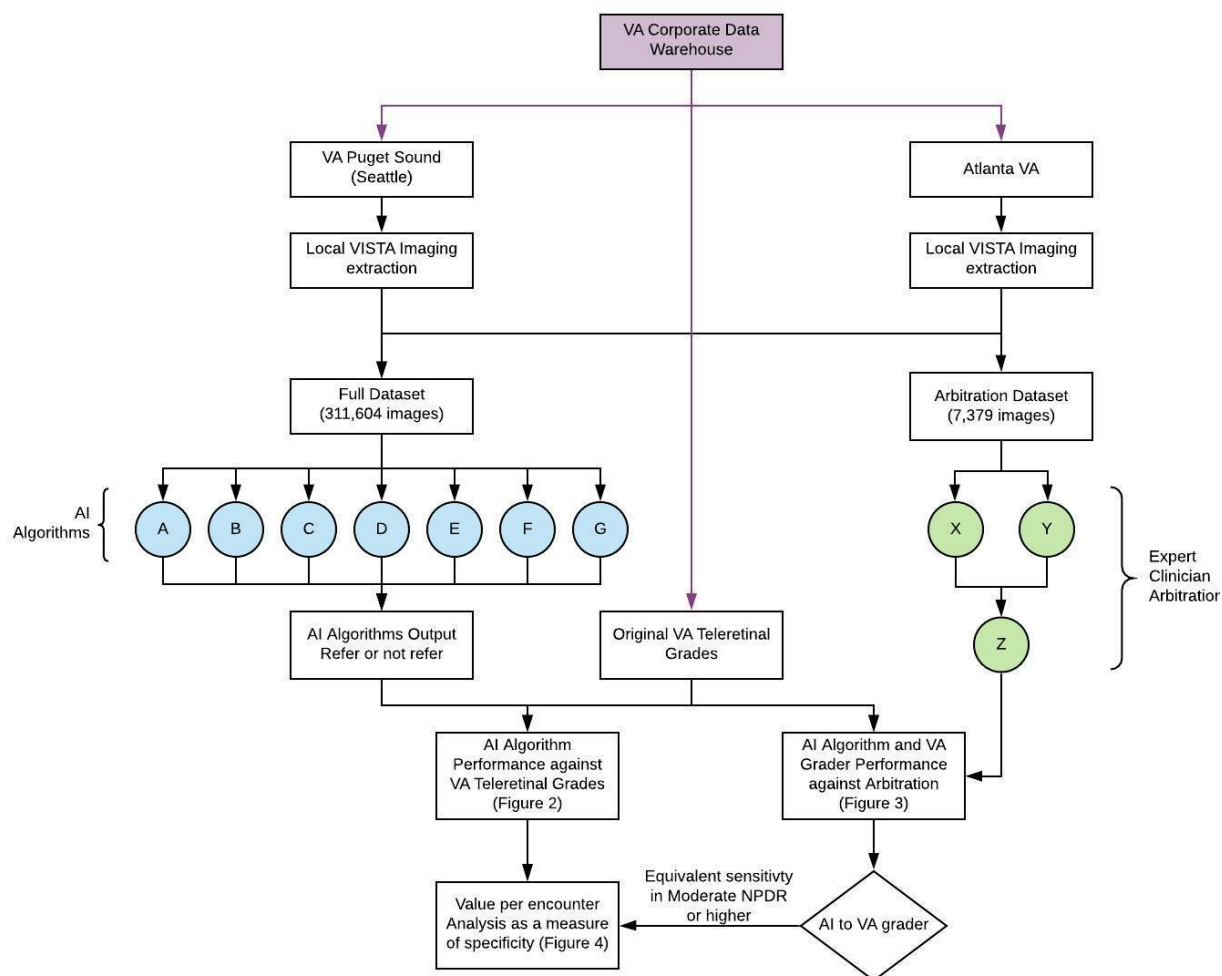 VA Corporate Data
Warehouse
VA Puget Sound
(Seattle)
Atlanta VA
Local VISTA Imaging
extraction
Local VISTA Imaging
extraction
Full Dataset
(311,604 images)
Arbitration Dataset
(7,379 images)
AI
Algorithms
A
B
C
D
E
F
G
X
Y
Expert
Clinician
Arbitration
AI Algorithms Output
Refer or not refer
Original VA Teleretinal
Grades
Z
AI Algorithm
Performance against
VA Teleretinal Grades
(Figure 2)
AI Algorithm and VA
Grader Performance
against Arbitration
(Figure 3)
Equivalent sensitivty
in Moderate NPDR
or higher
Value per encounter
Analysis as a measure
of specificity (Figure 4)
AI to VA grader